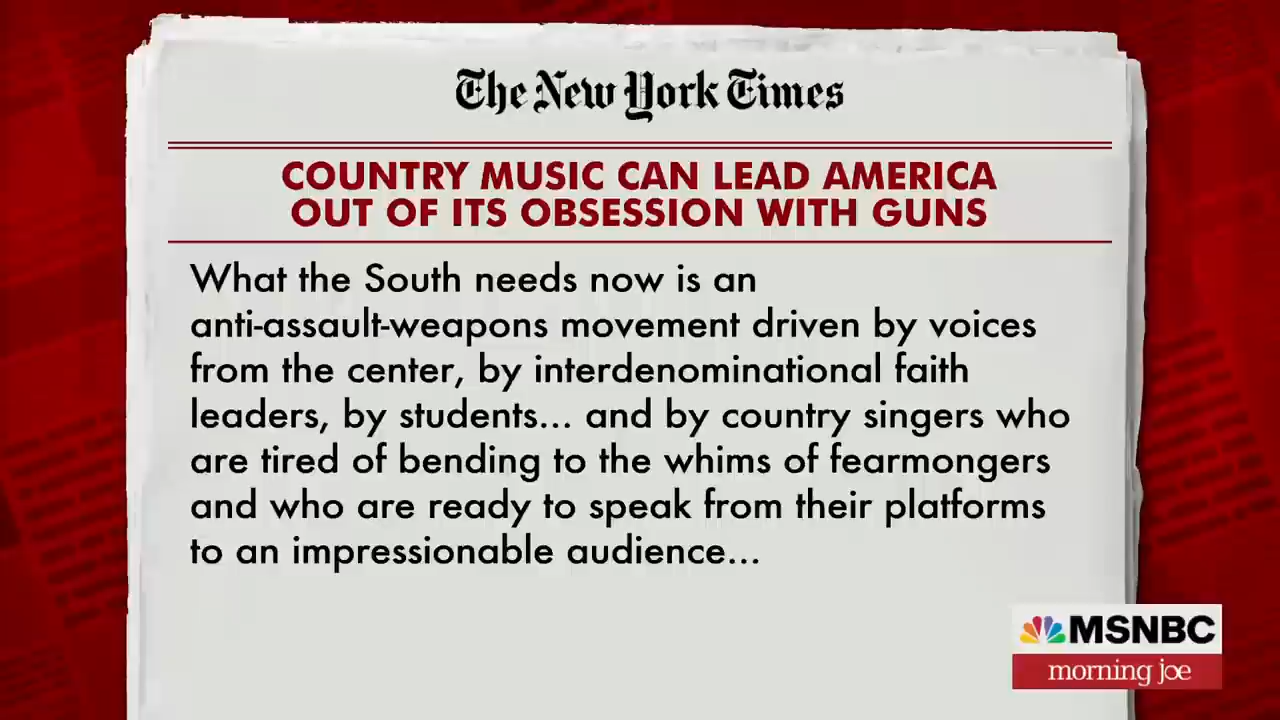 The New York Times
COUNTRY MUSIC CAN LEAD AMERICA
OUT OF ITS OBSESSION WITH GUNS
What the South needs now is an
anti-assault-weapons movement driven by voices
from the center, by interdenominational faith
leaders, by students... and by country singers who
are tired of bending to the whims of fearmongers
and who are ready to speak from their platforms
to an impressionable audience...
MSNBC
morning joe